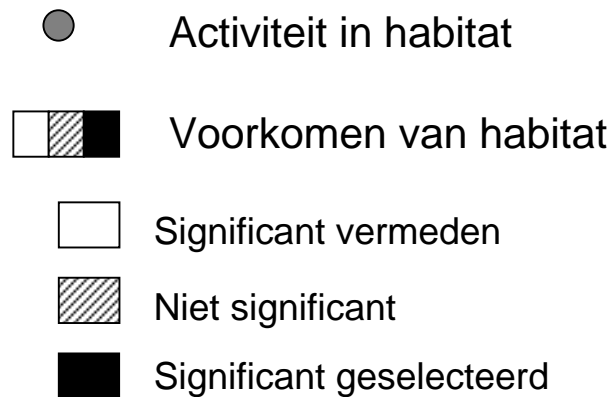 Activiteit in habitat
Voorkomen van habitat
Significant vermeden
Niet significant
Significant geselecteerd